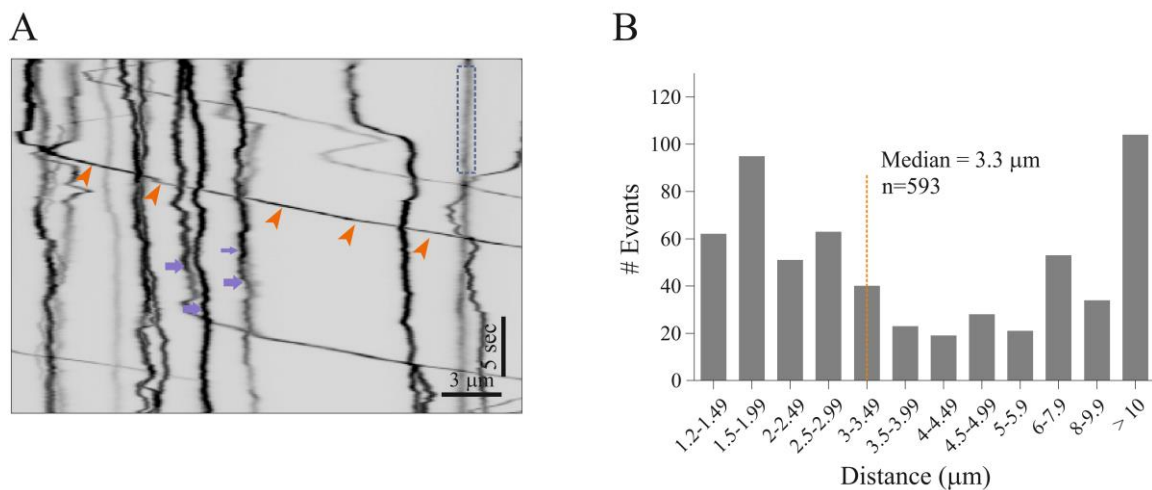 A
5 sec
3 μm
B
# Events
120
100
80
60
40
20
0
Median = 3.3 μm
n=593
1.2-1.49
1.5-1.99
2-2.49
2.5-2.99
3-3.49
3.5-3.99
4-4.49
4.5-4.99
5-5.9
6-7.9
8-9.9
> 10
Distance (μm)